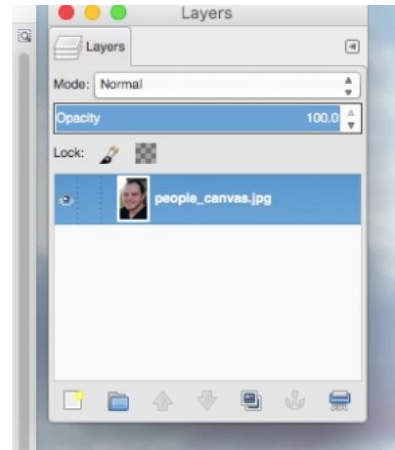 Layers
Layers
Mode: Normal
Opacity 100.0
Lock:
people_canvas.jpg